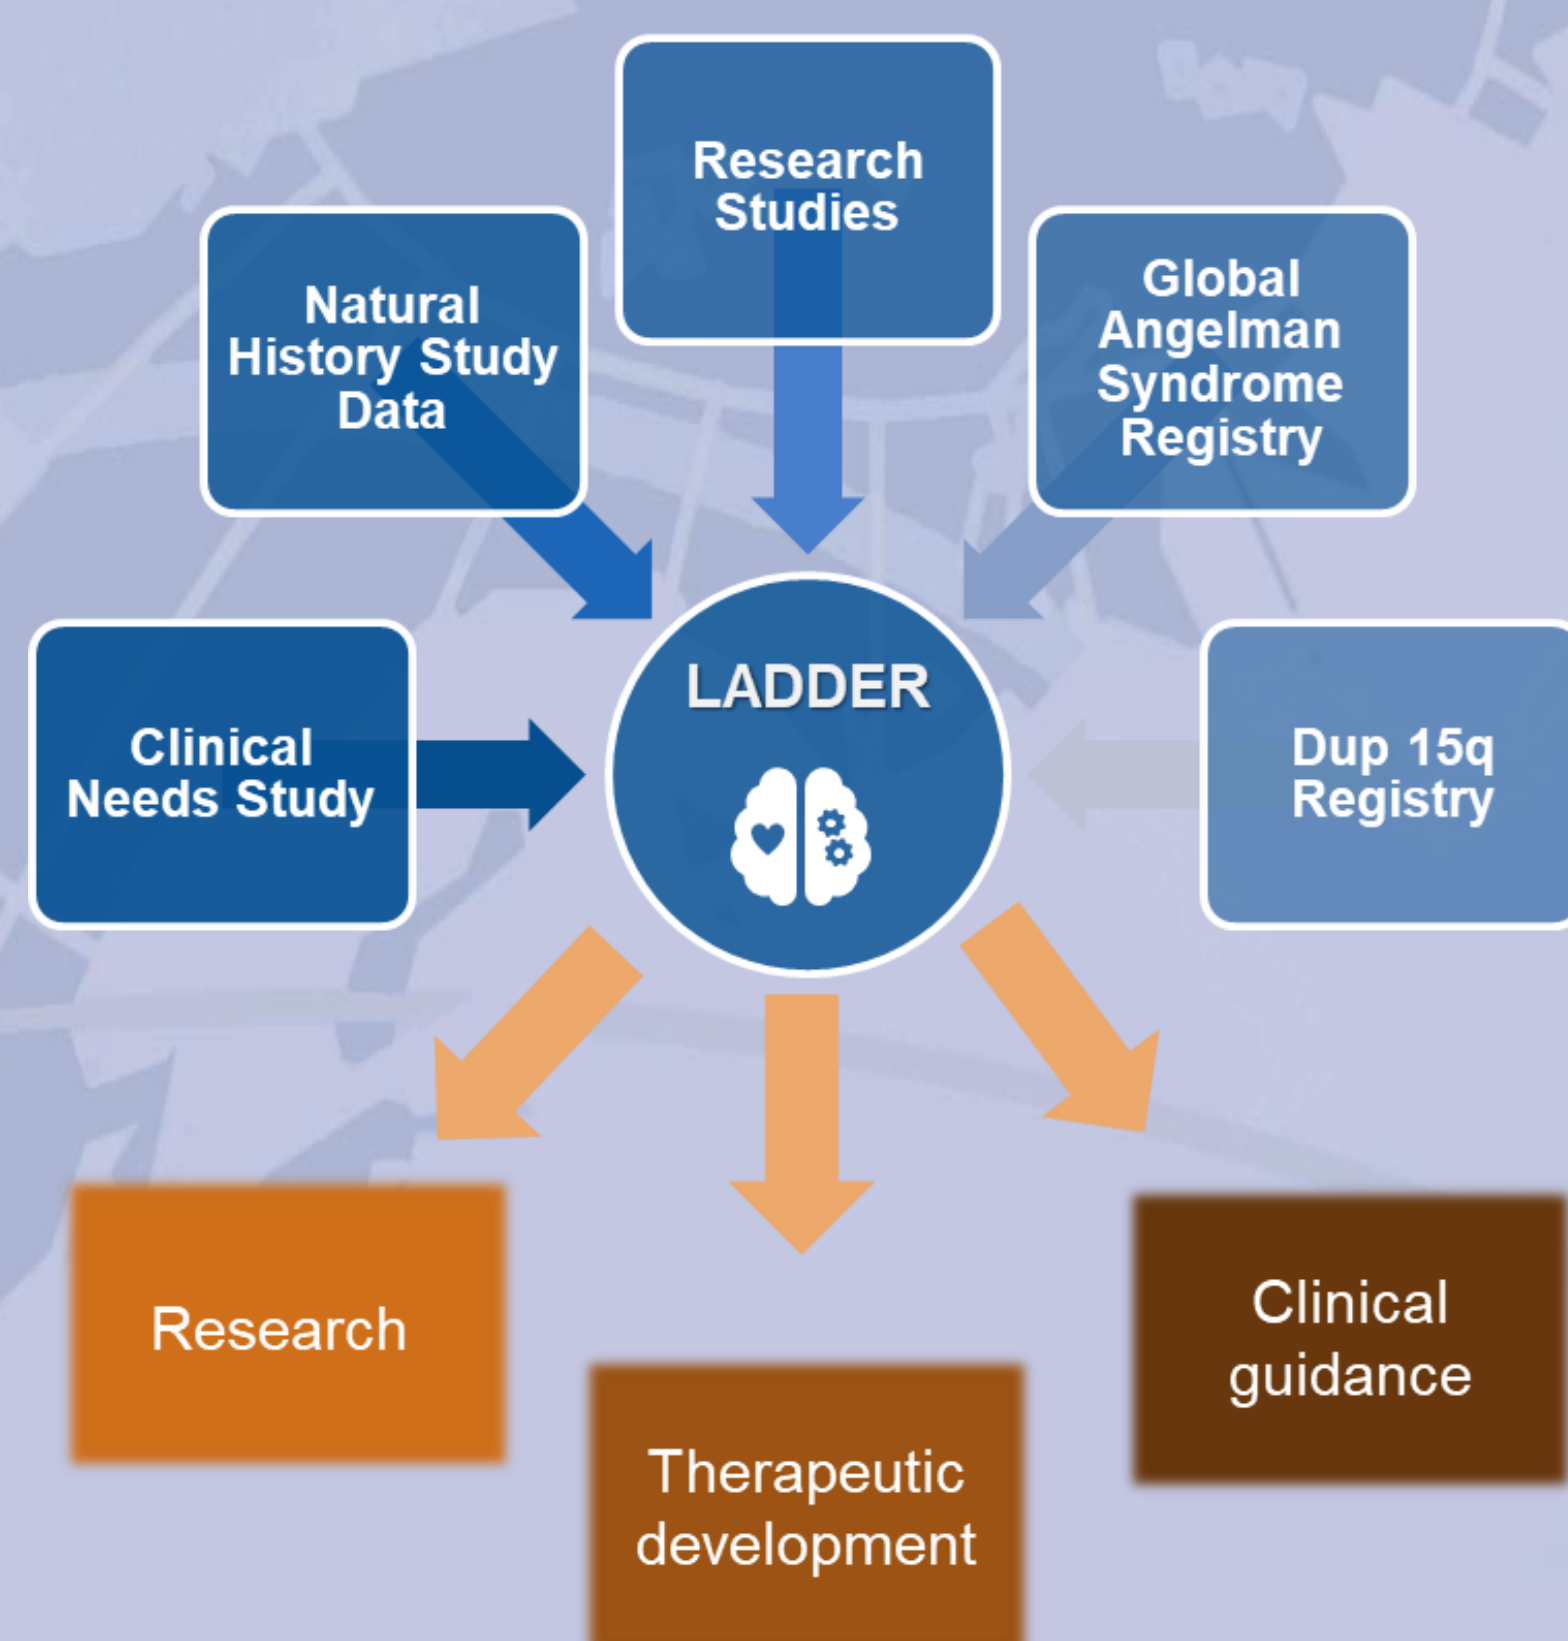 Research
Studies
Natural
History Study
Data
Global
Angelman
Syndrome
Registry
Clinical
Needs Study
LADDER
Dup 15q
Registry
Research
Therapeutic
development
Clinical
guidance